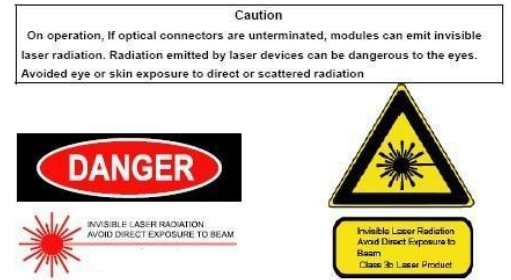 Caution
On operation, If optical connectors are unterminated, modules can emit invisible
laser radiation. Radiation emitted by laser devices can be dangerous to the eyes.
Avoided eye or skin exposure to direct or scattered radiation
DANGER
INVISIBLE LASER RADIATION
AVOID DIRECT EXPOSURE TO BEAM
Invisible Laser Radiation
Avoid Direct Exposure to
Beam
Class 3b Laser Product